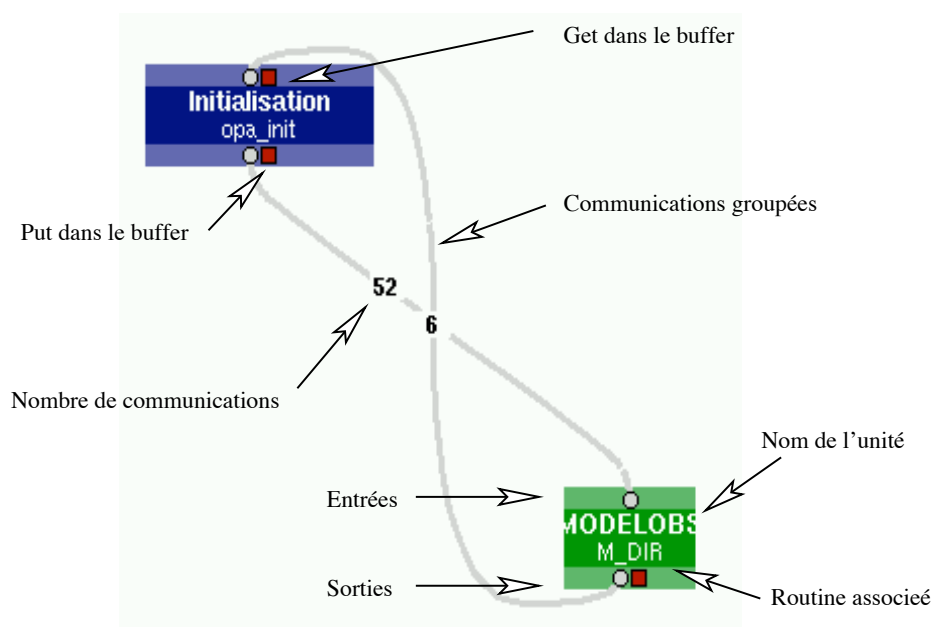 Get dans le buffer
Initialisation
opa_init
Communications groupées
Put dans le buffer
52
6
Nombre de communications
Nom de l’unité
Entrées
MODELOBS
M_DIR
Sorties
Routine associeé